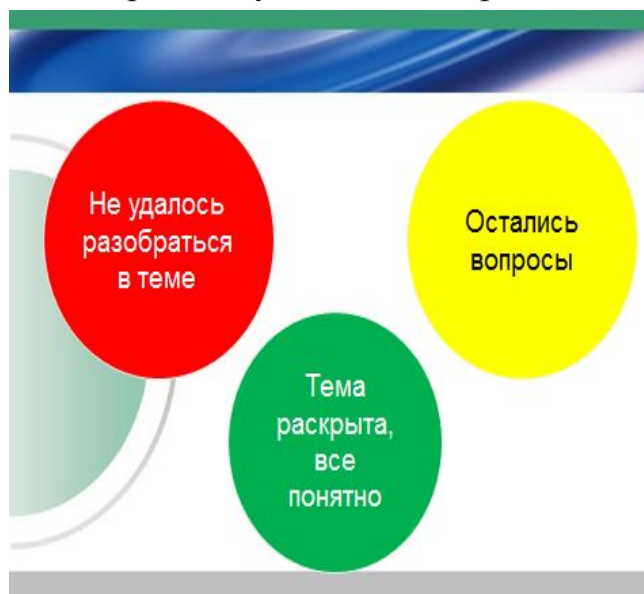 Не удалось
разобраться
в теме
Остались
вопросы
Тема
раскрыта,
все
понятно